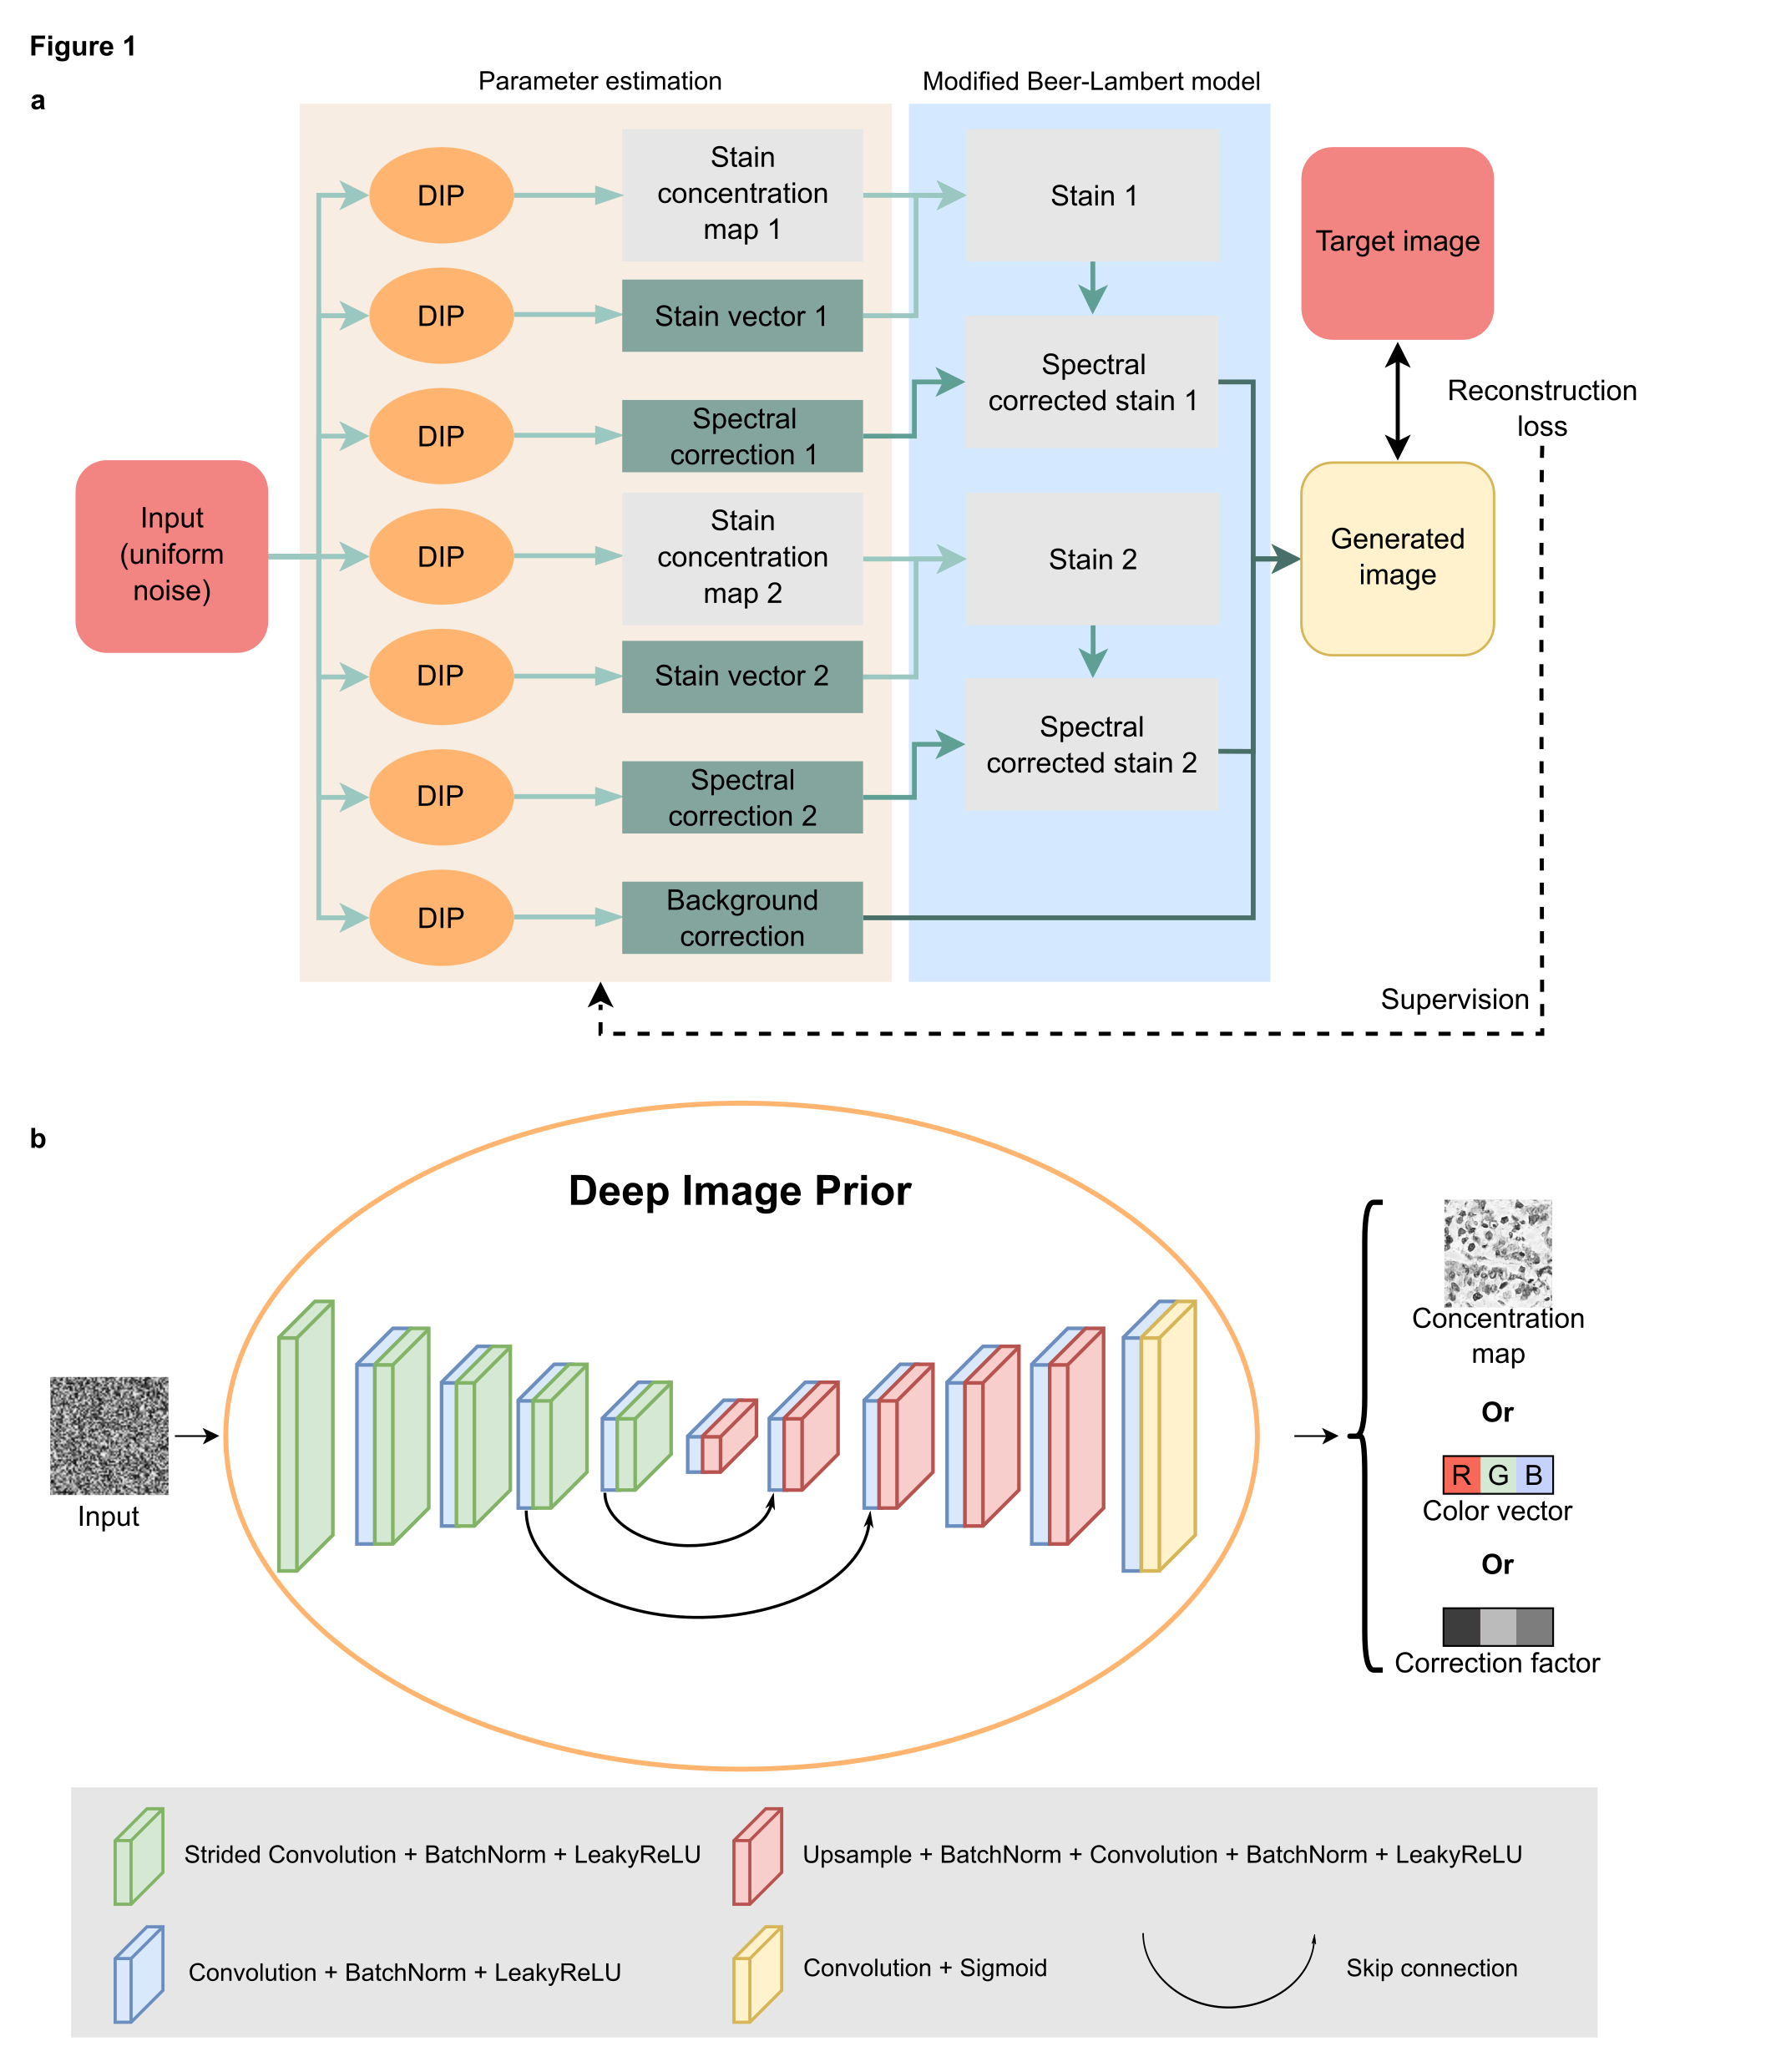 Figure 1
a
Parameter estimation
Modified Beer-Lambert model
Input
(uniform
noise)
DIP
DIP
DIP
DIP
DIP
DIP
DIP
Stain
concentration
map 1
Stain vector 1
Spectral
correction 1
Stain
concentration
map 2
Stain vector 2
Spectral
correction 2
Background
correction
Stain 1
Spectral
corrected stain 1
Stain 2
Spectral
corrected stain 2
Target image
Reconstruction
loss
Generated
image
Supervision
b
Deep Image Prior
Input
Concentration
map
Or
R G B
Color vector
Or
Correction factor
Strided Convolution + BatchNorm + LeakyReLU
Upsample + BatchNorm + Convolution + BatchNorm + LeakyReLU
Convolution + BatchNorm + LeakyReLU
Convolution + Sigmoid
Skip connection